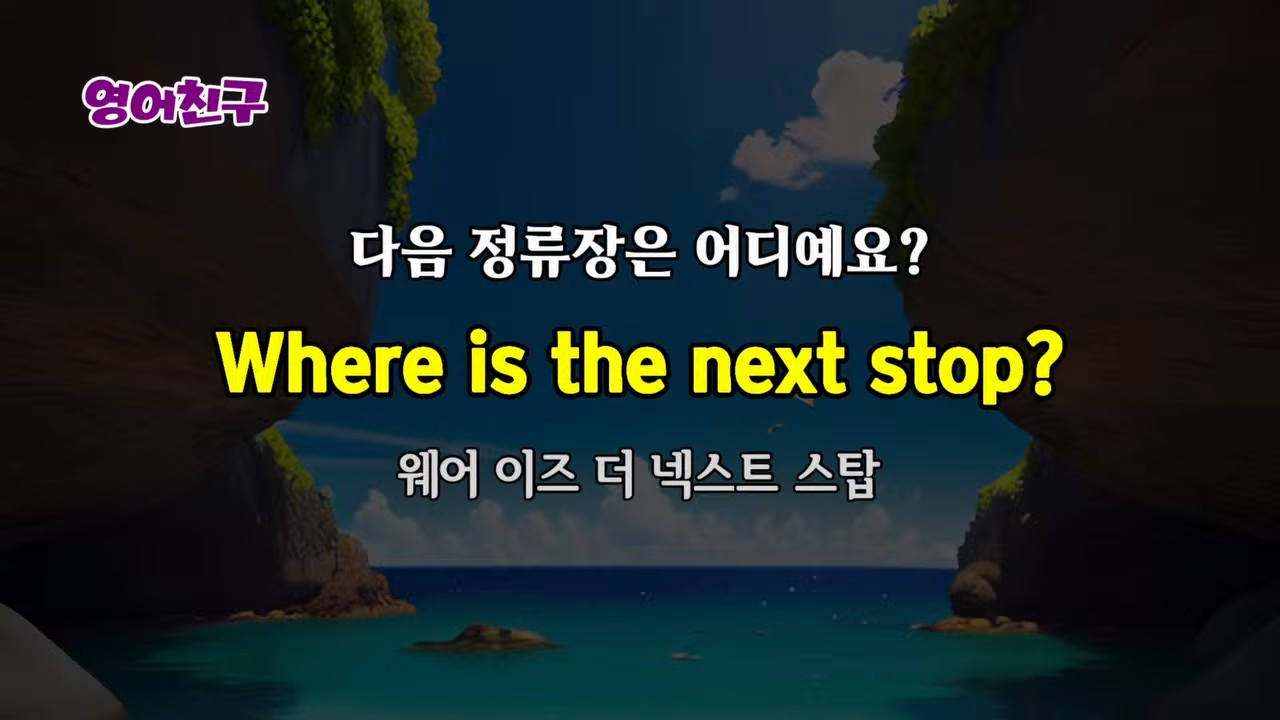 영어친구
다음 정류장은 어디예요?
Where is the next stop?
웨어 이즈 더 넥스트 스탑